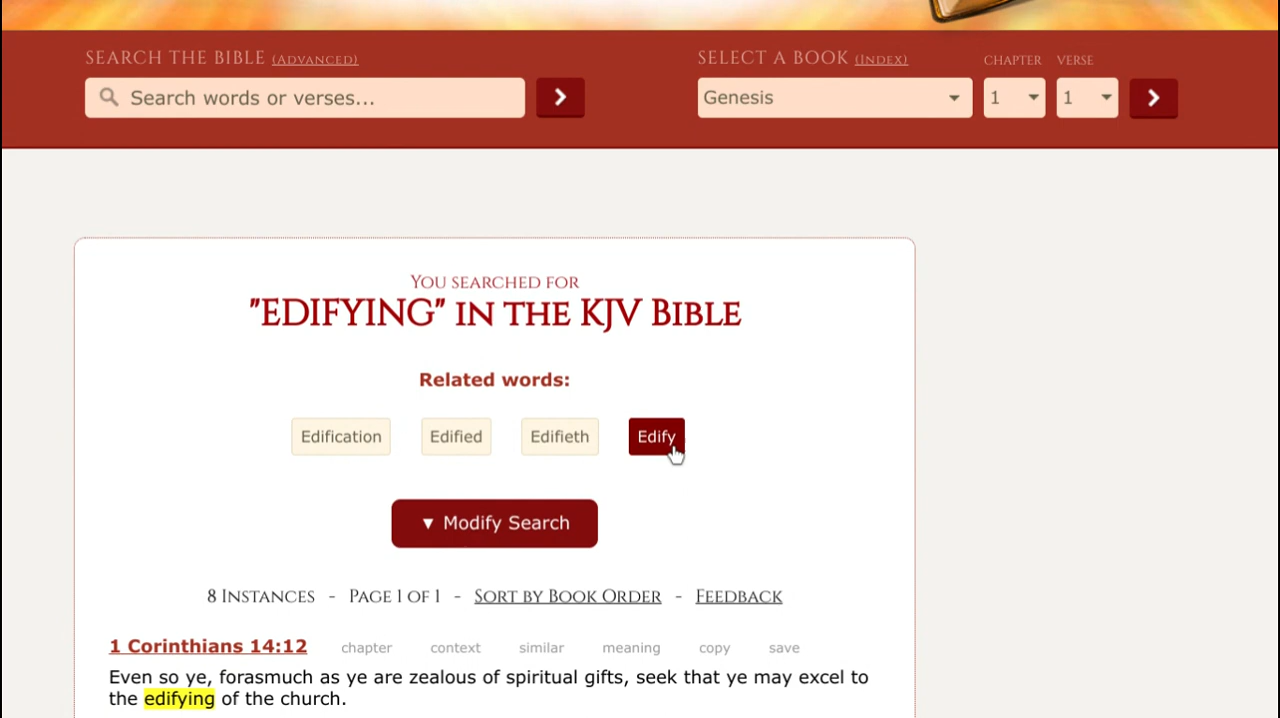 SEARCH THE BIBLE (ADVANCED) SELECT A BOOK (INDEX) CHAPTER VERSE
Search words or verses... Genesis 1 1
YOU SEARCHED FOR
"EDIFYING" IN THE KJV BIBLE
Related words:
Edification Edified Edifieth Edify
▼ Modify Search
8 INSTANCES - PAGE 1 OF 1 - SORT BY BOOK ORDER - FEEDBACK
1 Corinthians 14:12 chapter context similar meaning copy save
Even so ye, forasmuch as ye are zealous of spiritual gifts, seek that ye may excel to
the edifying of the church.